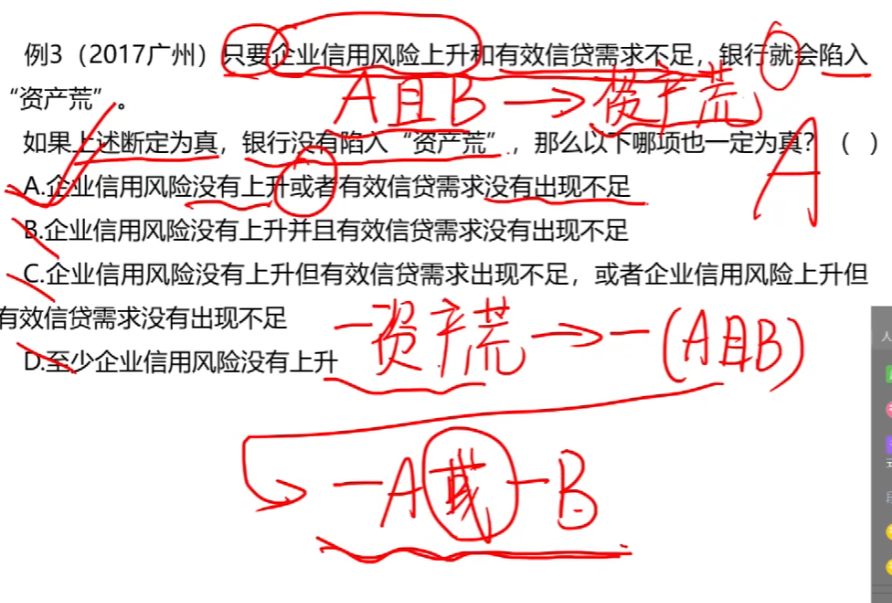 例3（2017广州）只要企业信用风险上升和有效信贷需求不足，银行就会陷入
“资产荒”。
A且B→资产荒
如果上述断定为真，银行没有陷入“资产荒”，那么以下哪项也一定为真？（ ）
A
A.企业信用风险没有上升或者有效信贷需求没有出现不足
B.企业信用风险没有上升并且有效信贷需求没有出现不足
C.企业信用风险没有上升但有效信贷需求出现不足，或者企业信用风险上升但
有效信贷需求没有出现不足
D.至少企业信用风险没有上升
一资产荒→一(A且B)
一A或一B